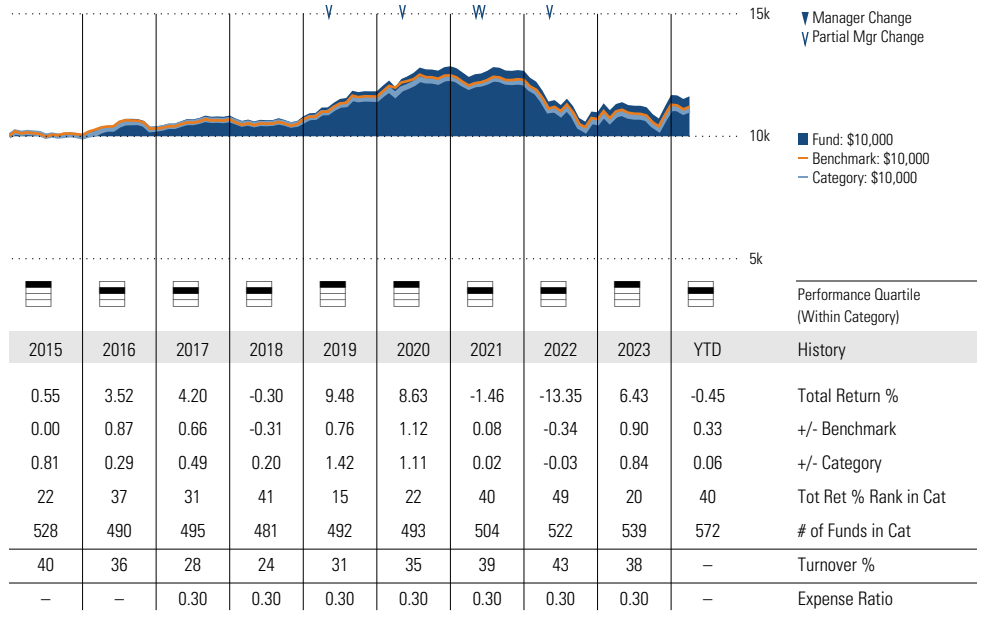 15k
Manager Change
Partial Mgr Change
10k
Fund: $10,000
Benchmark: $10,000
Category: $10,000
5k
Performance Quartile
(Within Category)
2015 2016 2017 2018 2019 2020 2021 2022 2023 YTD History
0.55 3.52 4.20 -0.30 9.48 8.63 -1.46 -13.35 6.43 -0.45 Total Return %
0.00 0.87 0.66 -0.31 0.76 1.12 0.08 -0.34 0.90 0.33 +/- Benchmark
0.81 0.29 0.49 0.20 1.42 1.11 0.02 -0.03 0.84 0.06 +/- Category
22 37 31 41 15 22 40 49 20 40 Tot Ret % Rank in Cat
528 490 495 481 492 493 504 522 539 572 # of Funds in Cat
40 36 28 24 31 35 39 43 38 – Turnover %
– – 0.30 0.30 0.30 0.30 0.30 0.30 0.30 – Expense Ratio